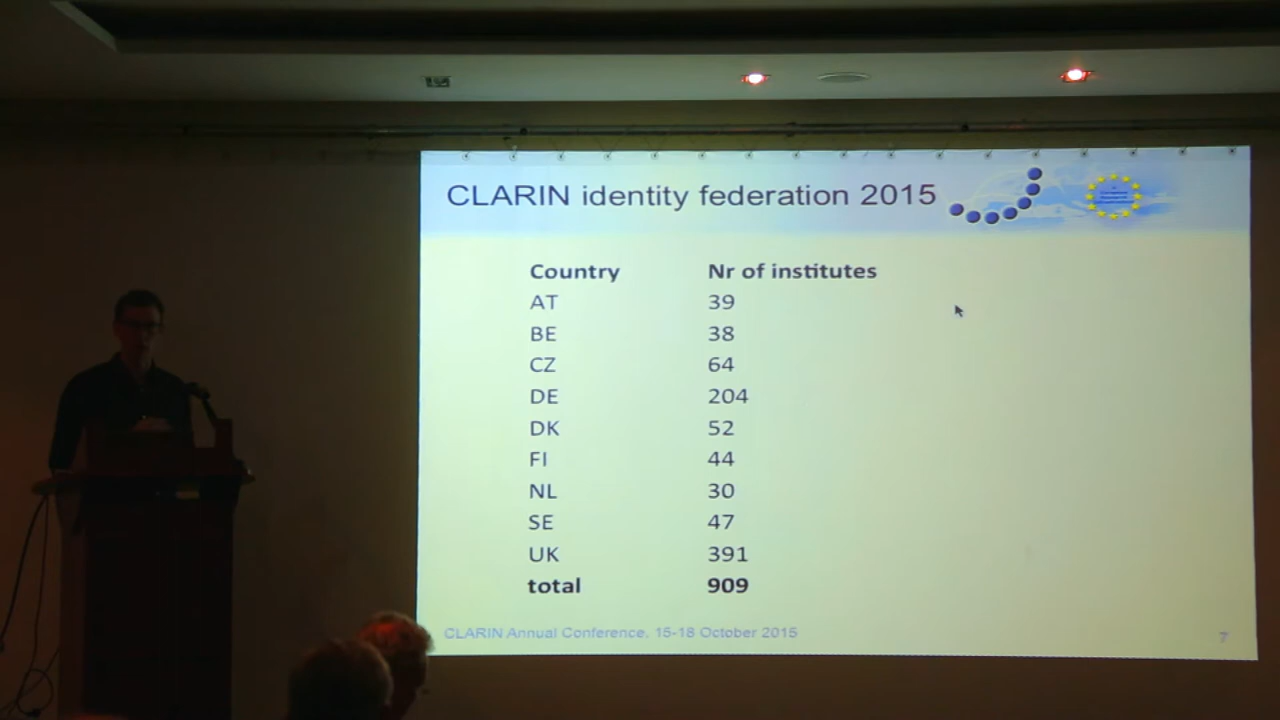 CLARIN identity federation 2015
Country Nr of institutes
AT 39
BE 38
CZ 64
DE 204
DK 52
FI 44
NL 30
SE 47
UK 391
total 909
CLARIN Annual Conference, 15-18 October 2015
7